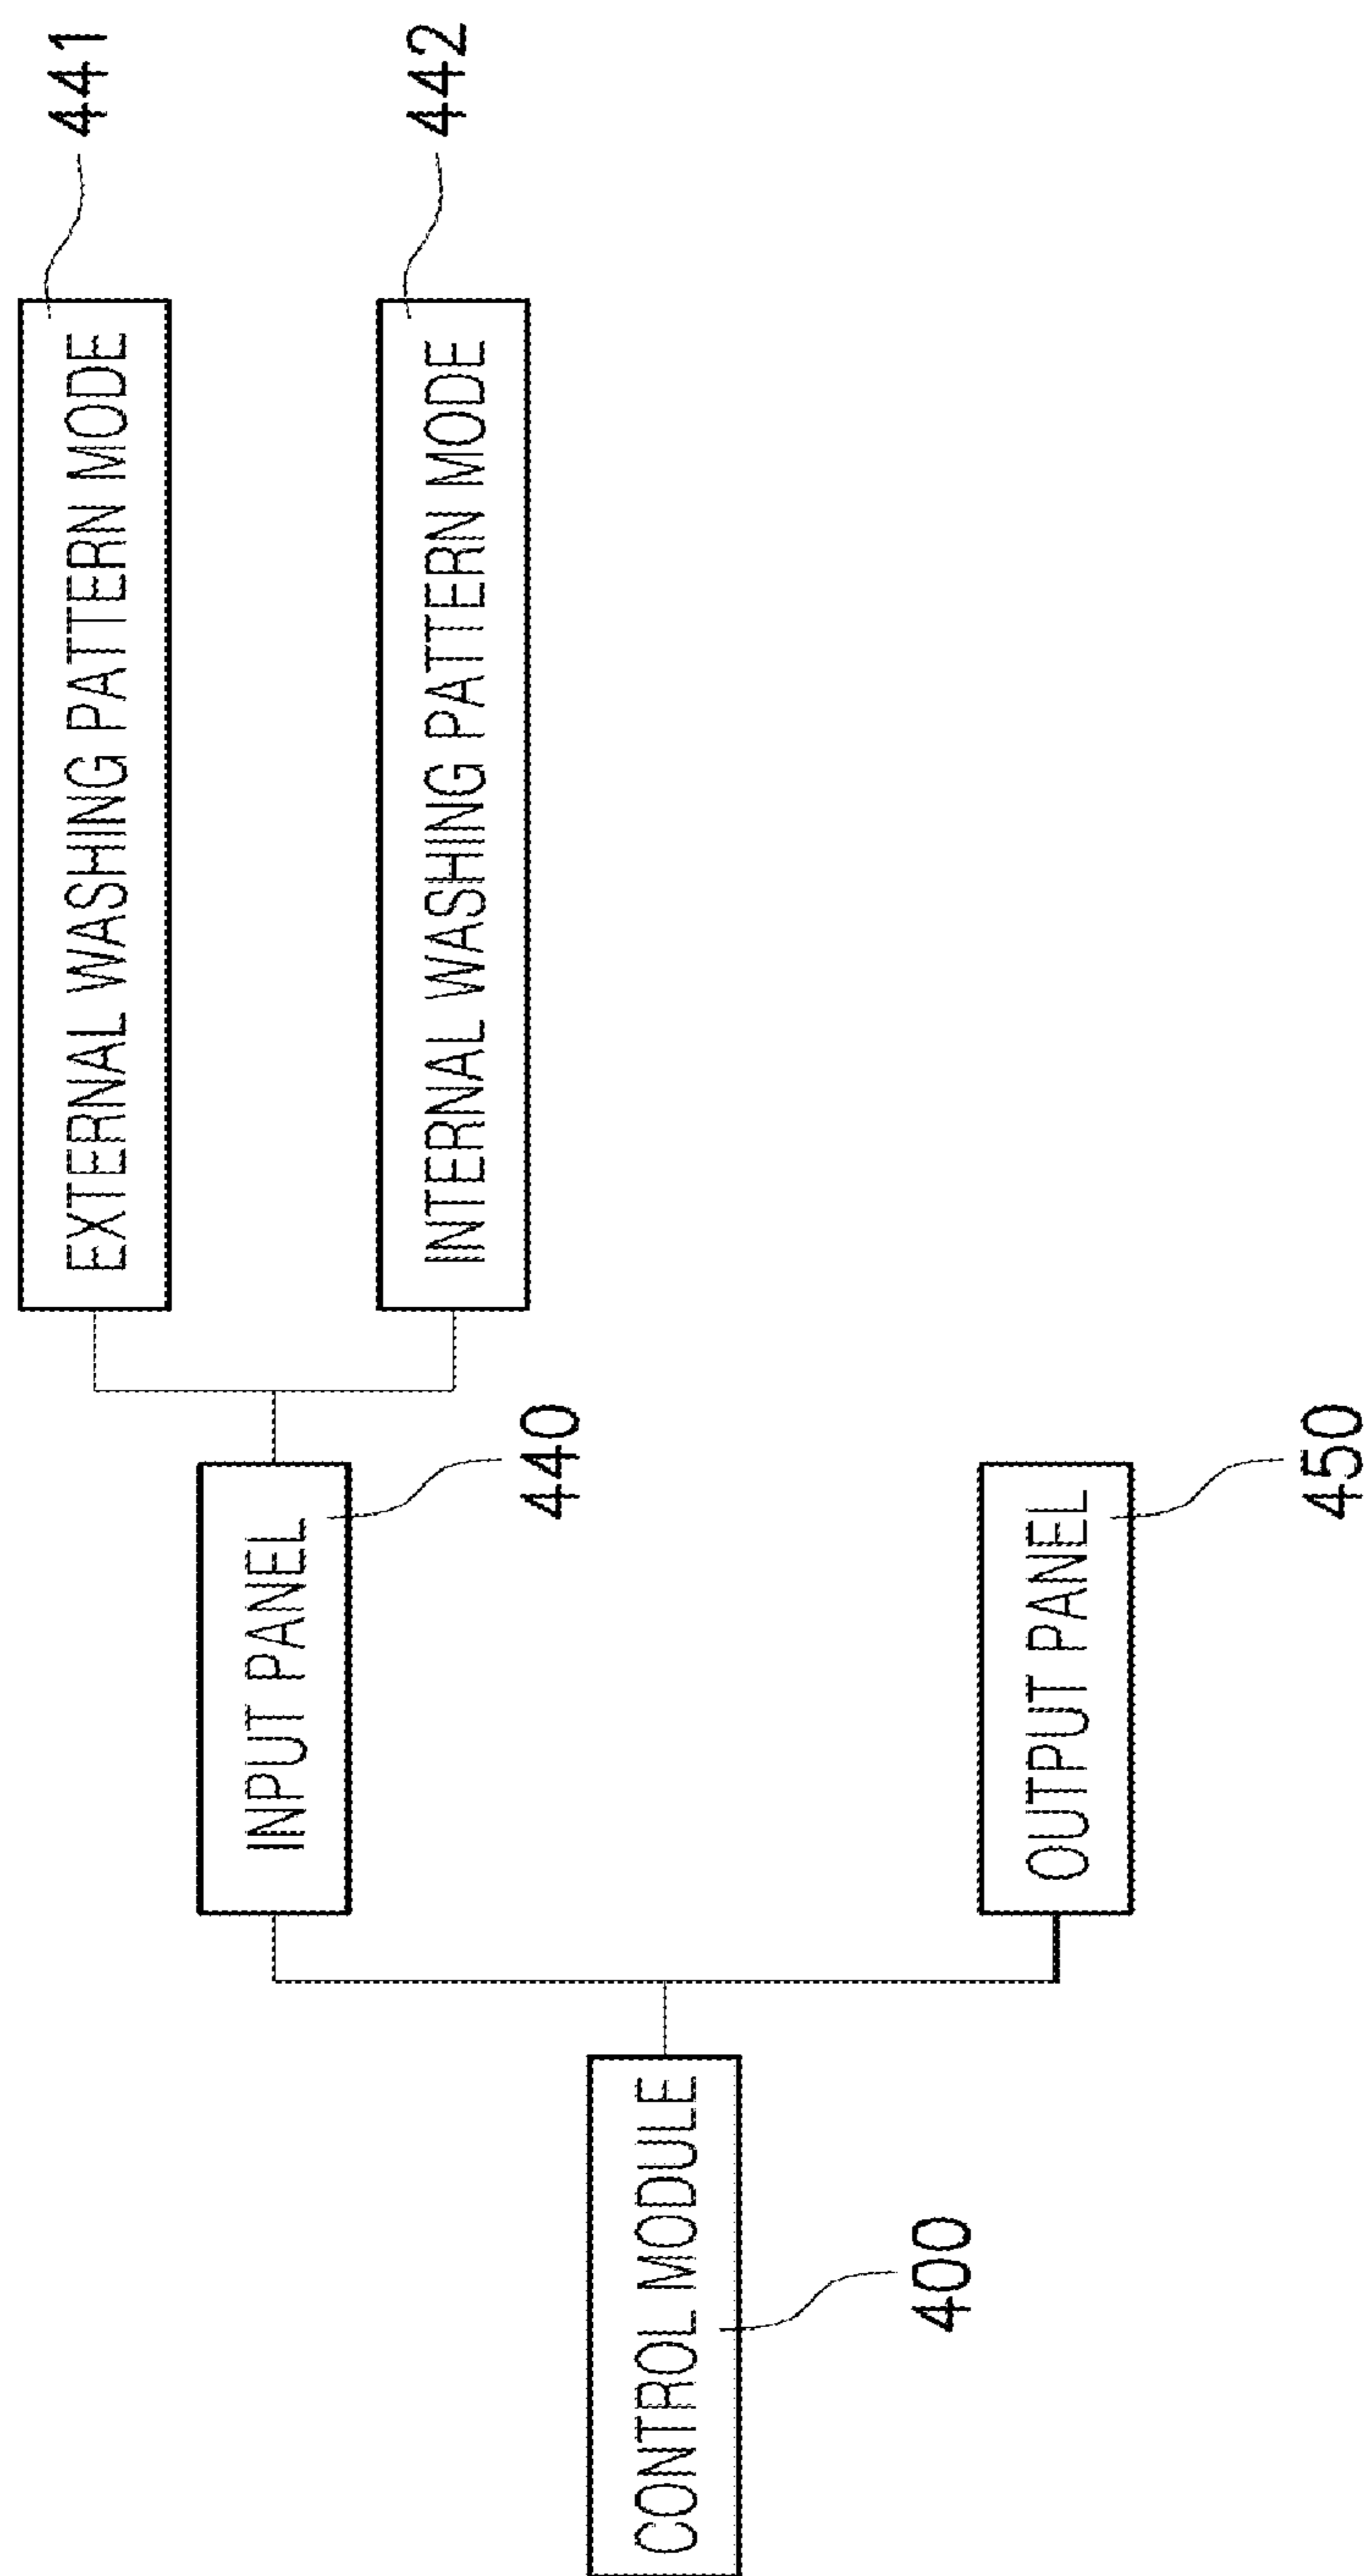 EXTERNAL WASHING PATTERN MODE
441
INTERNAL WASHING PATTERN MODE
442
INPUT PANEL
440
CONTROL MODULE
400
OUTPUT PANEL
450